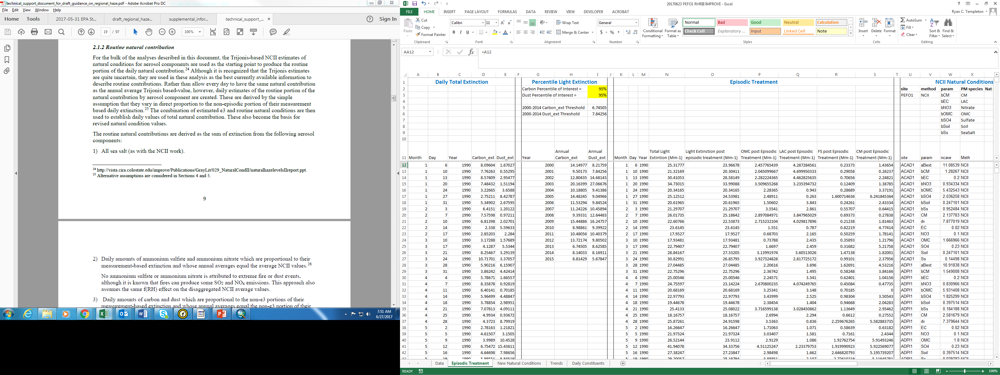 technical_support_document_for_draft_guidance_on_regional_haze.pdf - Adobe Acrobat Pro DC
File Edit View Window Help
Home Tools 2017-05-31 EPA St... draft_regional_haze... supplemental_infor... technical_support_... × Sign In
19 / 97 100%
2.1.2 Routine natural contribution
For the bulk of the analyses described in this document, the Trijonis-based NCII estimates of
natural conditions for aerosol components are used as the starting point to produce the routine
portion of the daily natural contribution.24 Although it is recognized that the Trijonis estimates
are quite uncertain, they are used in these analysis as the best currently available information to
describe routine contributions. Rather than allow every day to have the same natural contribution
as the annual average Trijonis based-value, however, daily estimates of the routine portion of the
natural contribution by aerosol component are created. These are derived by the simple
assumption that they vary in direct proportion to the non-episodic portion of their measurement
based daily extinction.25 The combination of estimated e3 and routine natural conditions are then
used to establish daily values of total natural contribution. These also become the basis for
revised natural condition values.
The routine natural contributions are derived as the sum of extinction from the following aerosol
components:
1) All sea salt (as with the NCII work).
24 http://vista.cira.colostate.edu/improve/Publications/GrayLit/029_NaturalCondII/naturalhazelevelsIIreport.ppt.
25 Alternative assumptions are considered in Sections 4 and 5.
9
2) Daily amounts of ammonium sulfate and ammonium nitrate which are proportional to their
measurement-based extinction and whose annual averages equal the average NCII values.26
No ammonium sulfate or ammonium nitrate is attributed to extreme fire or dust events,
although it is known that fires can produce some SO2 and NOx emissions. This approach also
assumes the same f(RH) effect on the disaggregated NCII average values.
3) Daily amounts of carbon and dust which are proportional to the non-e3 portions of their
measurement-based extinction and whose annual averages equal the non-e3 portion of their
7:51 AM
6/27/2017
20170623 PEFO1 RHRIII IMPROVE - Excel
FILE HOME INSERT PAGE LAYOUT FORMULAS DATA REVIEW VIEW DEVELOPER ACROBAT Ryan C. Templeton
Paste Cut Copy Format Painter Clipboard
Calibri 11 B I U Font
Wrap Text Merge & Center Alignment
General $ % , Number
Conditional Formatting Format as Table
Normal Bad Good Neutral Calculation
Check Cell Explanatory ... Input Linked Cell Note
Styles
Insert Delete Format Cells
AutoSum Fill Clear Sort & Filter Find & Select Editing
AA12 fx =A12
A B C D E F G H I J K L M N O P Q R S T U V W X
1 Daily Total Extinction Percentile Light Extinction Episodic Treatment NCII Natural Conditions
2 Carbon Percentile of Interest = 95% site method param PM species Nat
3 Dust Percentile of Interest = 95% PEFO1 NCII bCM CM
4 bEC LAC
5 2000-2014 Carbon_ext Threshold 6.74505 bNO3 Nitrate
6 2000-2014 Dust_ext Threshold 7.84256 bOMC OMC
7 bSO4 Sulfate
8 bSoil Soil
9 bSs SeaSalt
10
11 Month Day Year Carbon_ext Dust_ext Year Annual Carbon_ext Annual Dust_ext Month Day Year Total Light Extintion (Mm-1) Light Extinction post episodic treatment (Mm-1) OMC post Episodic Treatment (Mm-1) LAC post Episodic Treatment (Mm-1) FS post Episodic Treatment (Mm-1) CM post Episodic Treatment (Mm-1) site param ncave Meth
12 1 6 1990 8.09604 1.67027 2000 14.14977 8.21759 1 6 1990 25.31777 23.96678 2.457765439 4.287284561 0.23373 1.43654 ACAD1 aBext 11.08539 NCII
13 1 10 1990 7.76263 0.55295 2001 9.50173 7.84256 1 10 1990 21.32169 20.30411 2.045099667 4.699950333 0.29058 0.26237 ACAD1 bCM 1.28267 NCII
14 1 13 1990 8.57409 2.95477 2002 12.80435 14.68143 1 13 1990 30.41053 28.58149 2.282224365 4.462825635 0.70656 2.24821 ACAD1 bEC 0.2 NCII
15 1 20 1990 7.48432 1.51194 2003 20.16399 27.06676 1 20 1990 34.73015 33.99088 3.509655268 3.235394732 0.12409 1.38785 ACAD1 bNO3 0.934334 NCII
16 1 24 1990 3.22665 3.6588 2004 10.18805 9.41386 1 24 1990 20.34165 20.34165 2.28365 0.943 0.28689 3.37191 ACAD1 bOMC 5.432543 NCII
17 1 27 1990 2.75211 8.42787 2005 14.48245 9.04966 1 27 1990 25.12512 24.53981 2.48911 0.263 1.600714636 6.241845364 ACAD1 bSO4 2.036258 NCII
18 1 31 1990 5.34902 2.67595 2006 11.53294 9.84524 1 31 1990 20.61965 20.61965 1.50602 3.843 0.24261 2.43334 ACAD1 bSoil 0.247101 NCII
19 2 3 1990 6.4151 1.20122 2007 11.24226 10.45894 2 3 1990 21.29707 21.29707 3.5541 2.861 0.55707 0.64415 ACAD1 bSs 0.952484 NCII
20 2 7 1990 7.57598 0.97211 2008 9.39331 12.64483 2 7 1990 26.01735 25.18642 2.897084971 3.847965029 0.69373 0.27838 ACAD1 CM 2.137783 NCII
21 2 10 1990 6.81398 2.02701 2009 15.44886 16.24757 2 10 1990 22.60766 22.53873 2.715232104 4.029817896 0.21238 1.81463 ACAD1 dv 7.877019 NCII
22 2 14 1990 2.338 5.59633 2010 8.98861 9.39922 2 14 1990 23.6145 23.6145 1.551 0.787 0.82219 4.77414 ACAD1 EC 0.02 NCII
23 2 17 1990 2.85203 2.284 2011 10.48056 10.40379 2 17 1990 17.9527 17.9527 0.68703 2.165 0.50259 1.78141 ACAD1 NO3 0.1 NCII
24 3 10 1990 3.17288 1.57689 2012 13.72174 9.80502 3 10 1990 17.93481 17.93481 0.73788 2.435 0.35893 1.21796 ACAD1 OMC 1.666966 NCII
25 3 17 1990 4.1287 5.5344 2013 6.74505 8.62585 3 17 1990 22.79407 22.79407 1.6697 2.459 0.31682 5.21758 ACAD1 SO4 0.23 NCII
26 3 21 1990 8.25467 3.29139 2014 8.14033 8.16911 3 21 1990 28.84167 27.33205 3.13991974 3.60513026 1.47138 1.82001 ACAD1 Soil 0.247101 NCII
27 3 24 1990 10.71701 3.37057 2015 8.81429 5.67847 3 24 1990 30.82991 26.85795 3.927324828 2.817725172 0.99101 2.37956 ACAD1 Ss 0.14498 NCII
28 3 28 1990 5.90216 6.15907 3 28 1990 27.04485 27.04485 2.20616 3.696 1.62691 4.53216 ADPI1 aBext 10.91838 NCII
29 3 31 1990 3.86242 4.42414 3 31 1990 22.75296 22.75296 2.36742 1.495 0.58248 3.84166 ADPI1 bCM 1.549008 NCII
30 4 4 1990 5.78671 1.66557 4 4 1990 25.00546 25.00546 2.24571 3.541 0.62401 1.04156 ADPI1 bEC 0.2 NCII
31 4 7 1990 8.35878 0.92819 4 7 1990 24.75597 23.14224 2.670800235 4.074249765 0.45084 0.47735 ADPI1 bNO3 0.830966 NCII
32 4 11 1990 6.40141 0.70185 4 11 1990 20.68169 20.68169 3.25341 3.148 0.70185 0 ADPI1 bOMC 5.931408 NCII
33 4 14 1990 5.96499 4.48847 4 14 1990 22.97793 22.97793 3.43999 2.525 0.98304 3.50543 ADPI1 bSO4 1.825299 NCII
34 4 18 1990 3.78854 2.98951 4 18 1990 19.44678 19.44678 2.38454 1.404 0.94668 2.04283 ADPI1 bSoil 0.397514 NCII
35 4 21 1990 7.07813 4.09111 4 21 1990 25.4133 25.08022 3.716599138 3.028450862 1.13649 2.95462 ADPI1 bSs 0.184188 NCII
36 4 25 1990 4.9934 0.93672 4 25 1990 18.16757 18.16757 2.6994 2.294 0.6612 0.27552 ADPI1 CM 2.581679 NCII
37 4 28 1990 4.3723 8.79919 4 28 1990 25.87261 24.91598 3.5363 0.836 2.259676265 5.582883735 ADPI1 dv 7.379644 NCII
38 5 2 1990 2.78163 1.21821 5 2 1990 16.26647 16.26647 1.71063 1.071 0.58639 0.63182 ADPI1 EC 0.02 NCII
39 5 5 1990 4.61507 3.1505 5 5 1990 21.97324 21.97324 3.03407 1.581 0.7161 2.4344 ADPI1 NO3 0.1 NCII
40 5 9 1990 3.9989 10.4528 5 9 1990 26.52144 23.9112 2.9129 1.086 1.92762754 5.91493246 ADPI1 OMC 1.8 NCII
41 5 12 1990 6.75472 15.43611 5 12 1990 41.94078 34.33756 4.51125247 2.23379753 1.919990923 5.922569077 ADPI1 SO4 0.23 NCII
42 5 16 1990 4.64698 7.98656 5 16 1990 27.38247 27.23847 2.98498 1.662 2.646820793 5.195739207 ADPI1 Soil 0.397514 NCII
Data Episodic Treatment New Natural Conditions Trends Daily Constituents
READY 100%